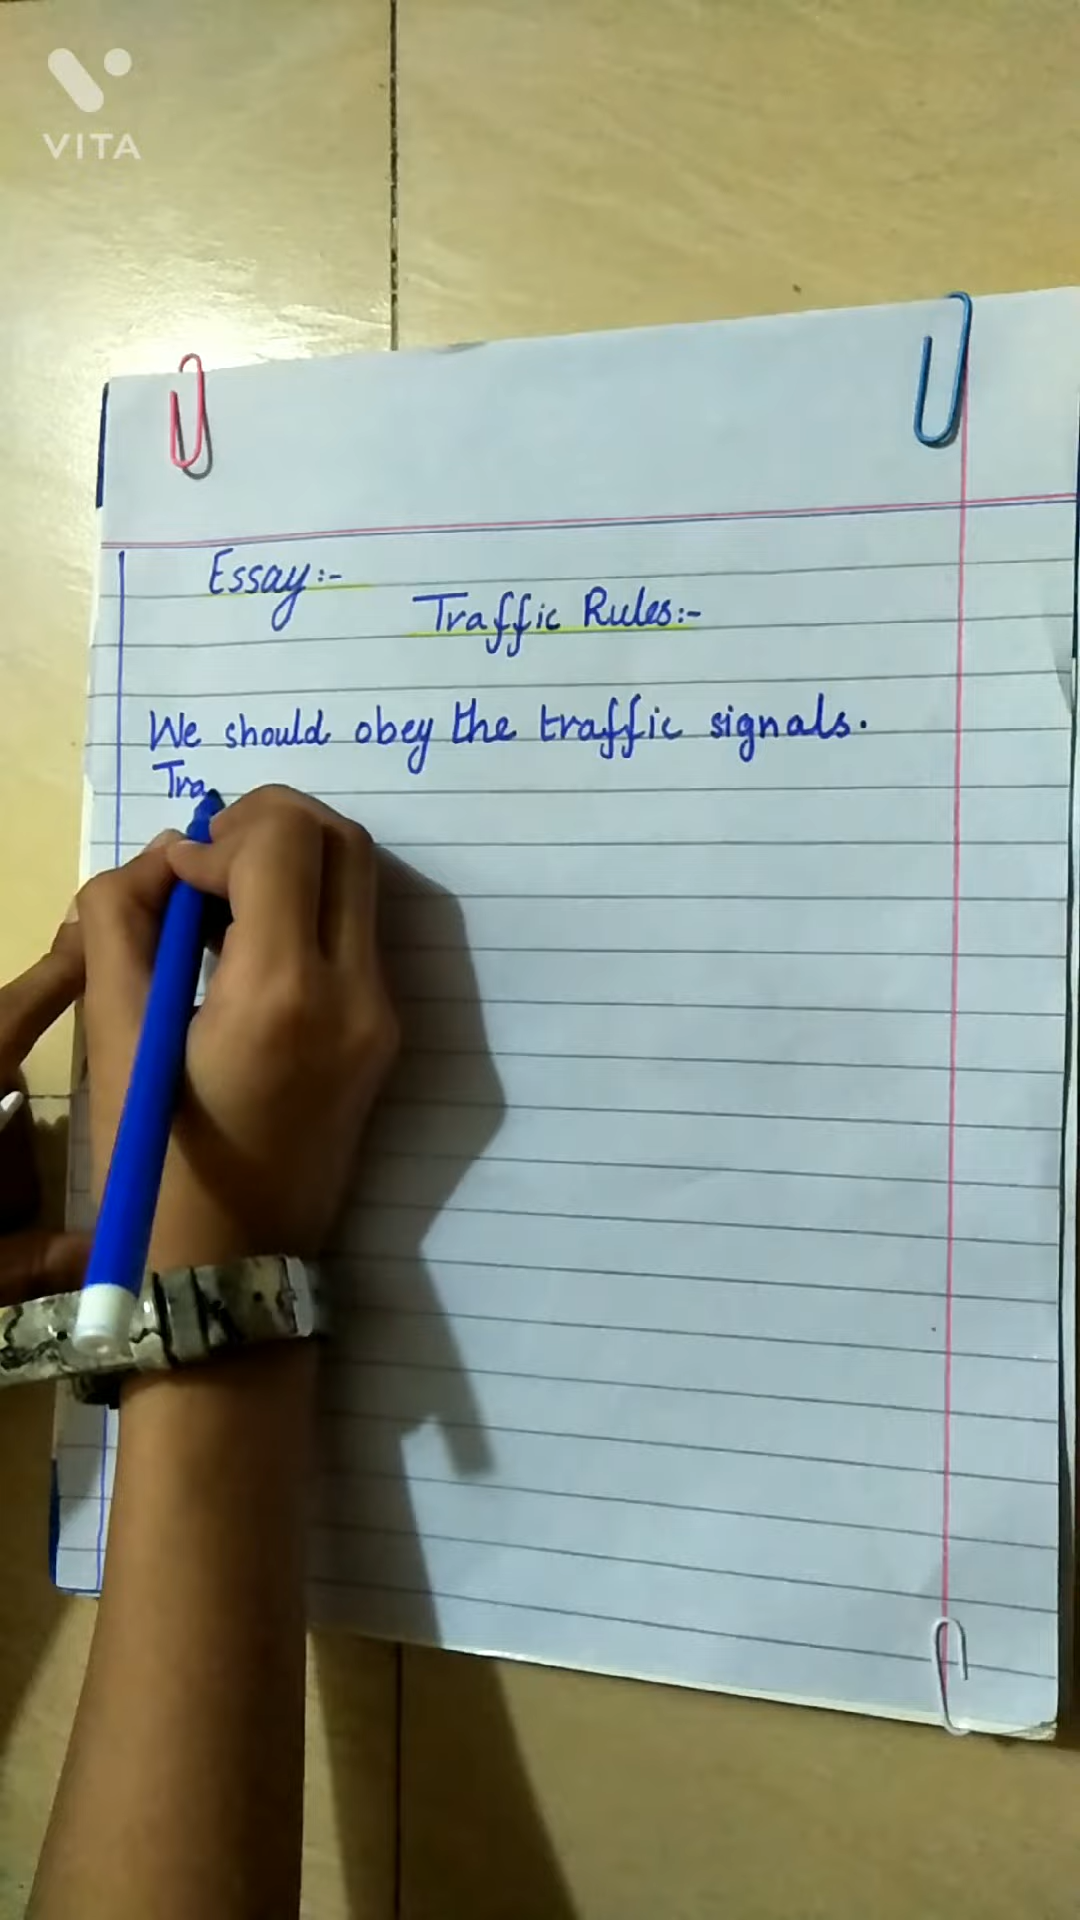 VITA
Essay:-
Traffic Rules:-
We should obey the traffic signals.
Tra